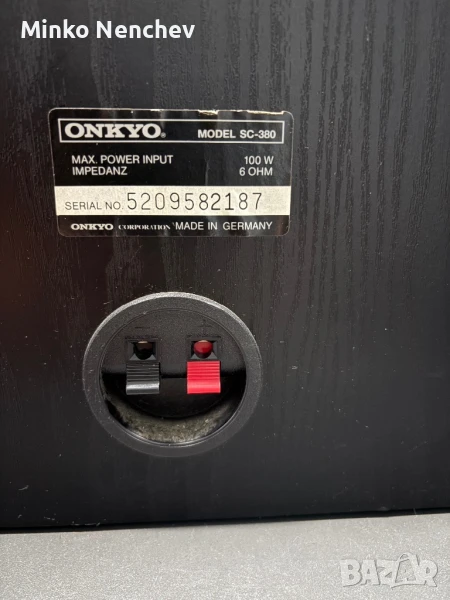 Minko Nenchev
ONKYO® MODEL SC-380
MAX. POWER INPUT 100 W
IMPEDANZ 6 OHM
SERIAL NO. 5209582187
ONKYO CORPORATION MADE IN GERMANY
BAZAR